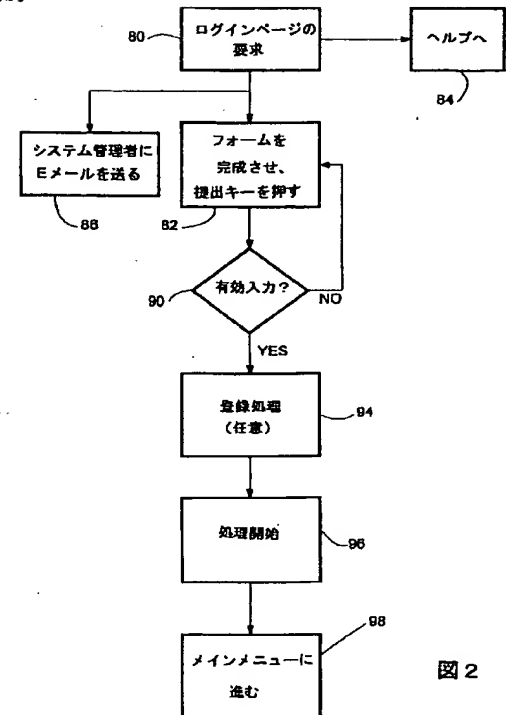 80
ログインページの
要求
ヘルプへ
84
システム管理者に
Eメールを送る
88
フォームを
完成させ、
提出キーを押す
82
90
有効入力?
NO
YES
登録処理
(任意)
94
処理開始
96
メインメニューに
進む
98
図2